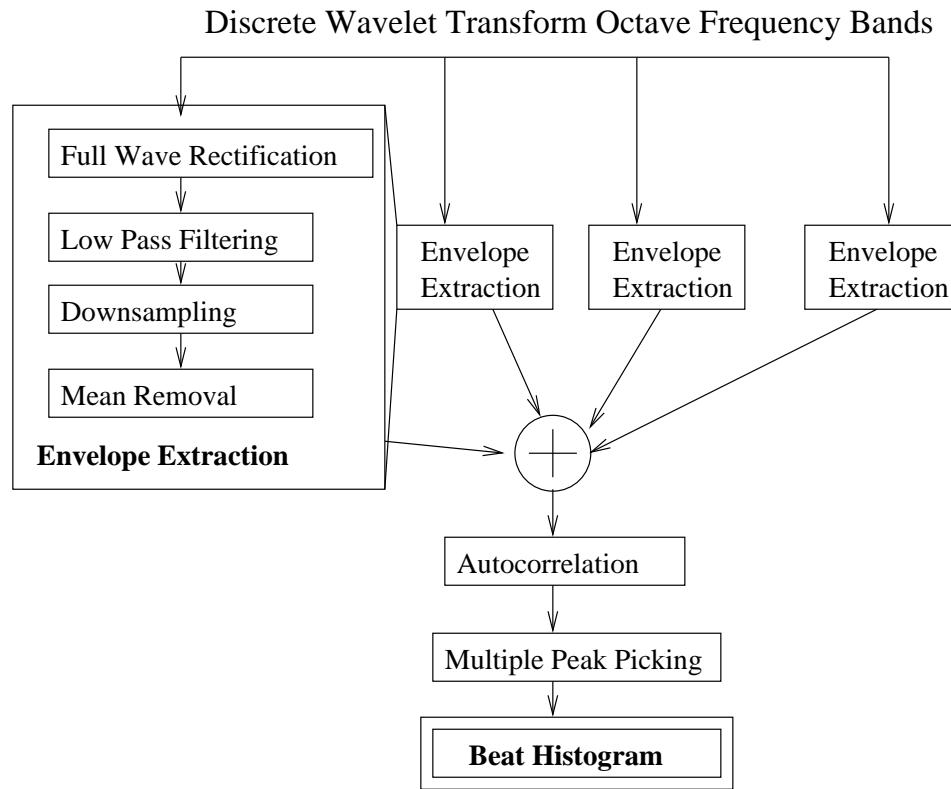 Discrete Wavelet Transform Octave Frequency Bands
Full Wave Rectification
Low Pass Filtering
Downsampling
Mean Removal
Envelope Extraction
Envelope
Extraction
Envelope
Extraction
Envelope
Extraction
Autocorrelation
Multiple Peak Picking
Beat Histogram